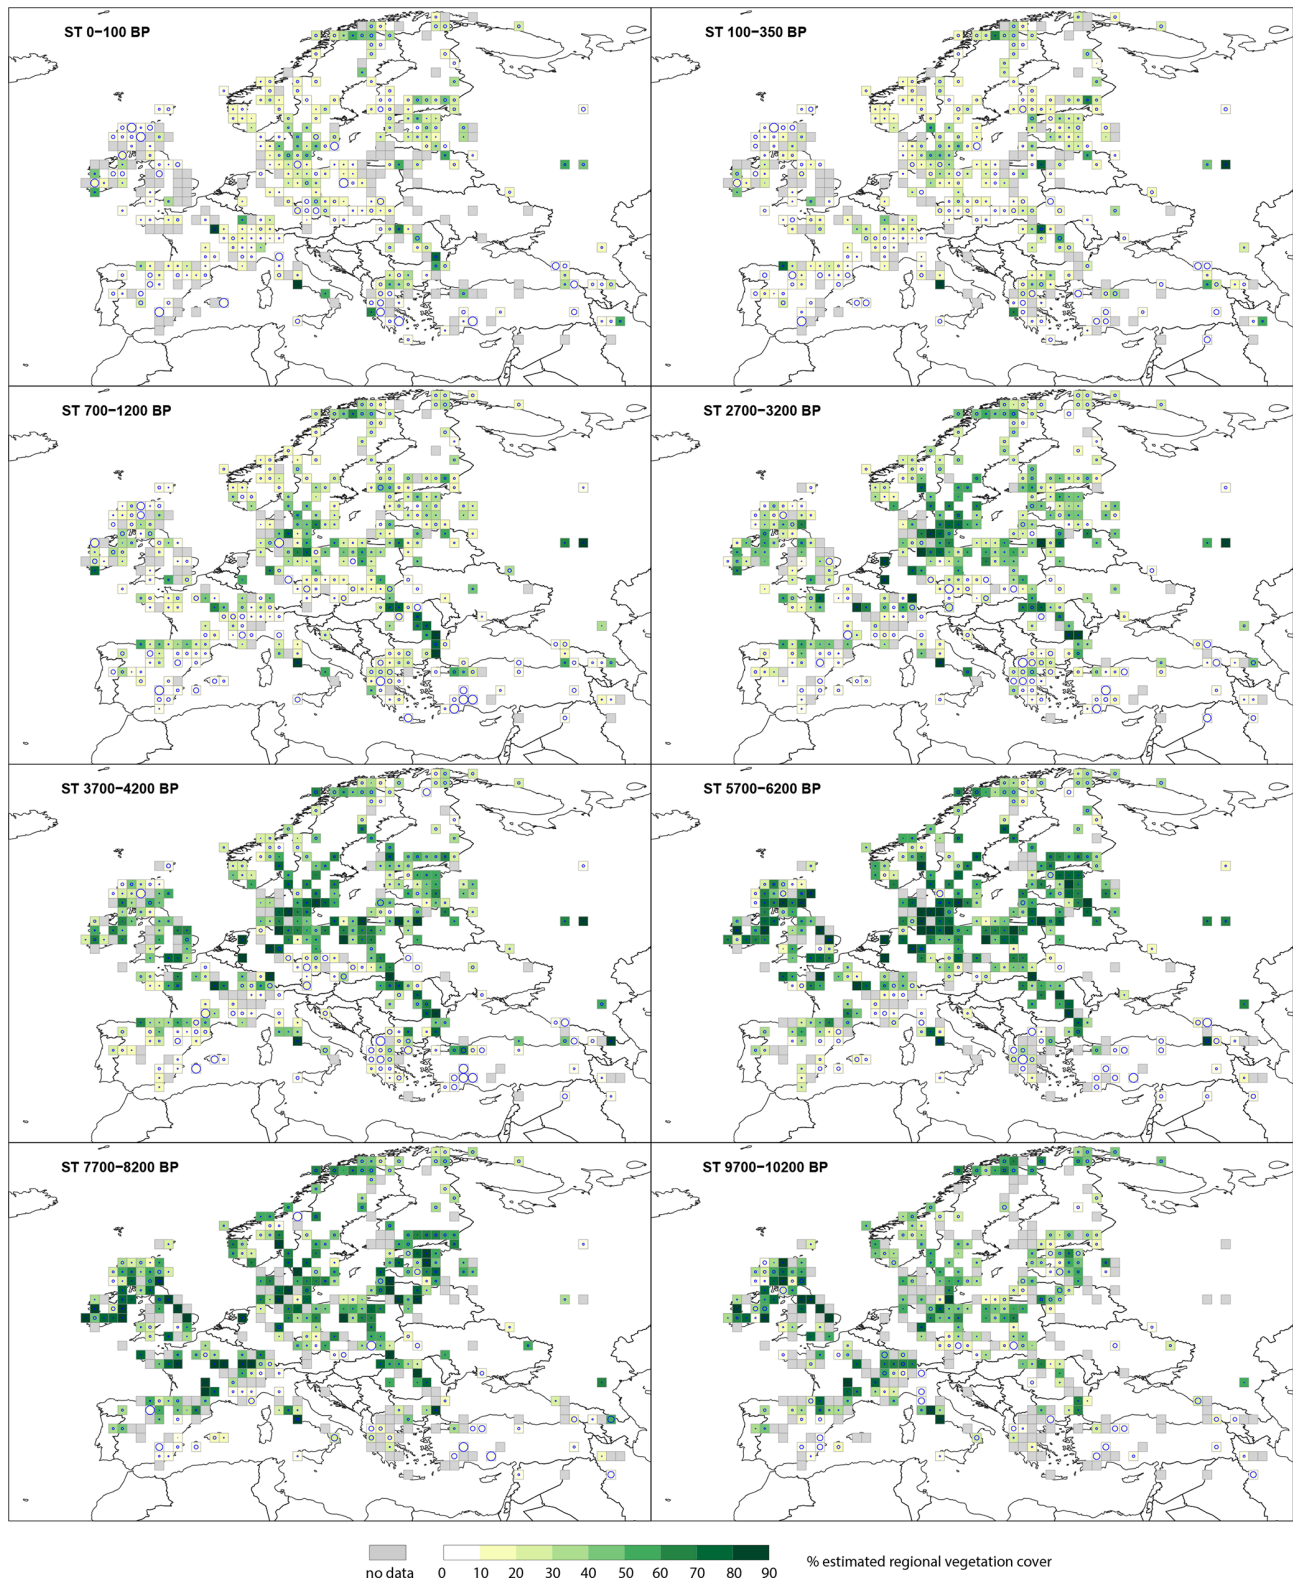 ST 0−100 BP
ST 100−350 BP
ST 700−1200 BP
ST 2700−3200 BP
ST 3700−4200 BP
ST 5700−6200 BP
ST 7700−8200 BP
ST 9700−10200 BP
% estimated regional vegetation cover
no data 0 10 20 30 40 50 60 70 80 90